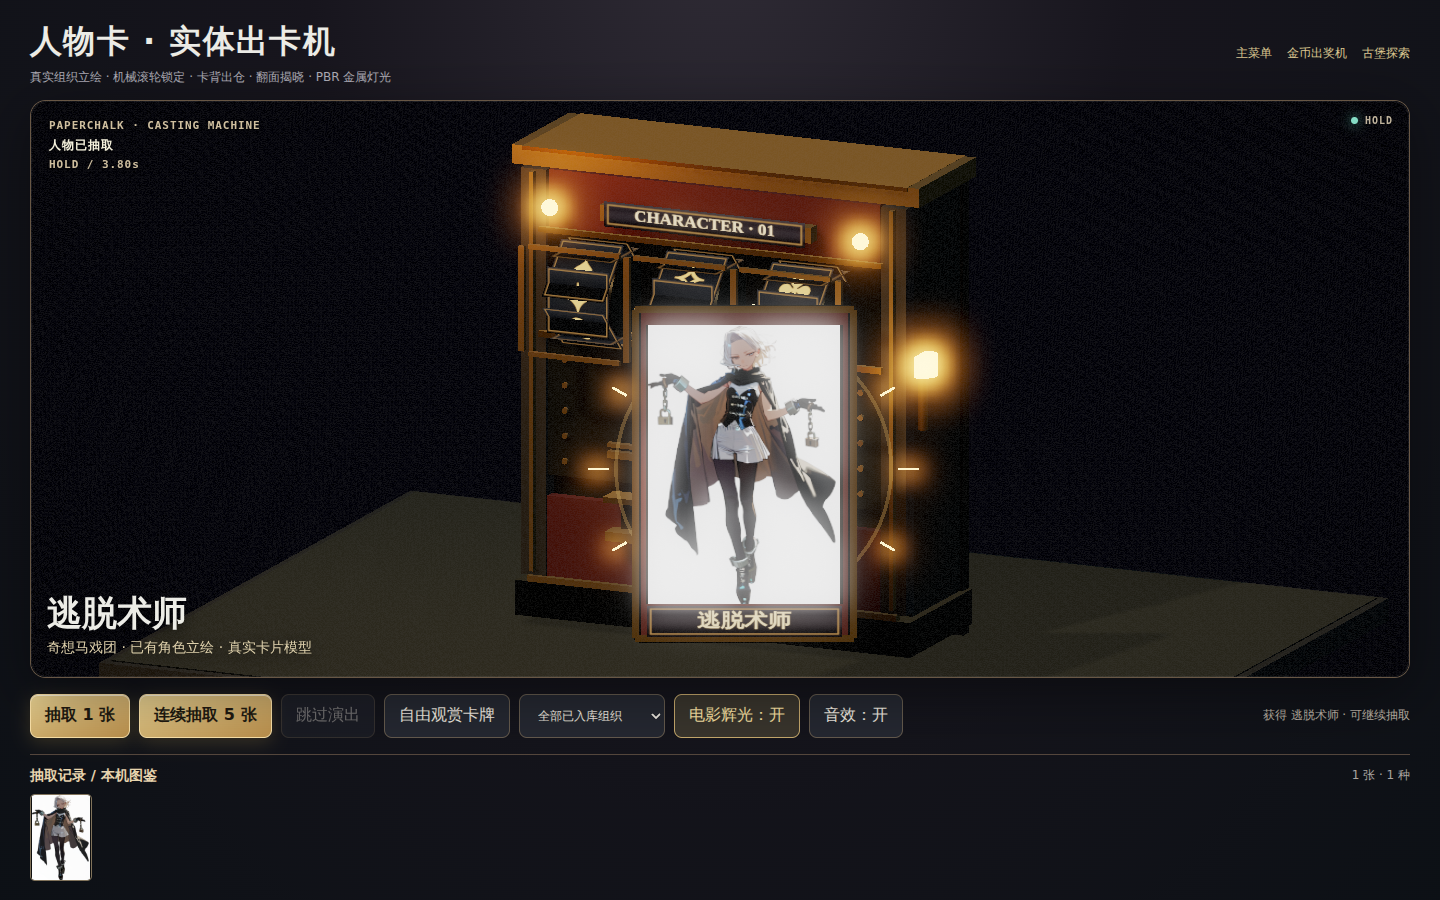 人物卡 · 实体出卡机
真实组织立绘 · 机械滚轮锁定 · 卡背出仓 · 翻面揭晓 · PBR 金属灯光
主菜单 金币出奖机 古堡探索
PAPERCHALK · CASTING MACHINE
人物已抽取
HOLD / 3.80s
HOLD
CHARACTER · 01
逃脱术师
逃脱术师
奇想马戏团 · 已有角色立绘 · 真实卡片模型
抽取 1 张 连续抽取 5 张 跳过演出 自由观赏卡牌 全部已入库组织 电影辉光：开 音效：开
获得 逃脱术师 · 可继续抽取
抽取记录 / 本机图鉴
1 张 · 1 种